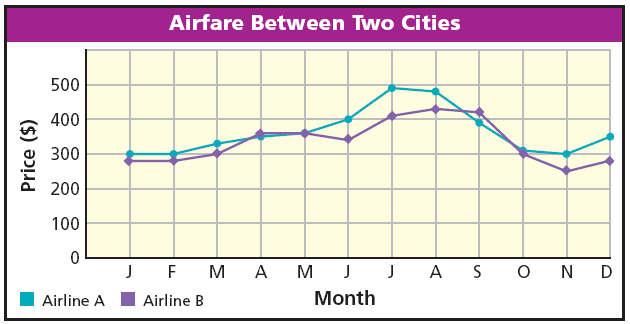 Airfare Between Two Cities
Price ($)
500
400
300
200
100
0
J F M A M J J A S O N D
Airline A Airline B Month